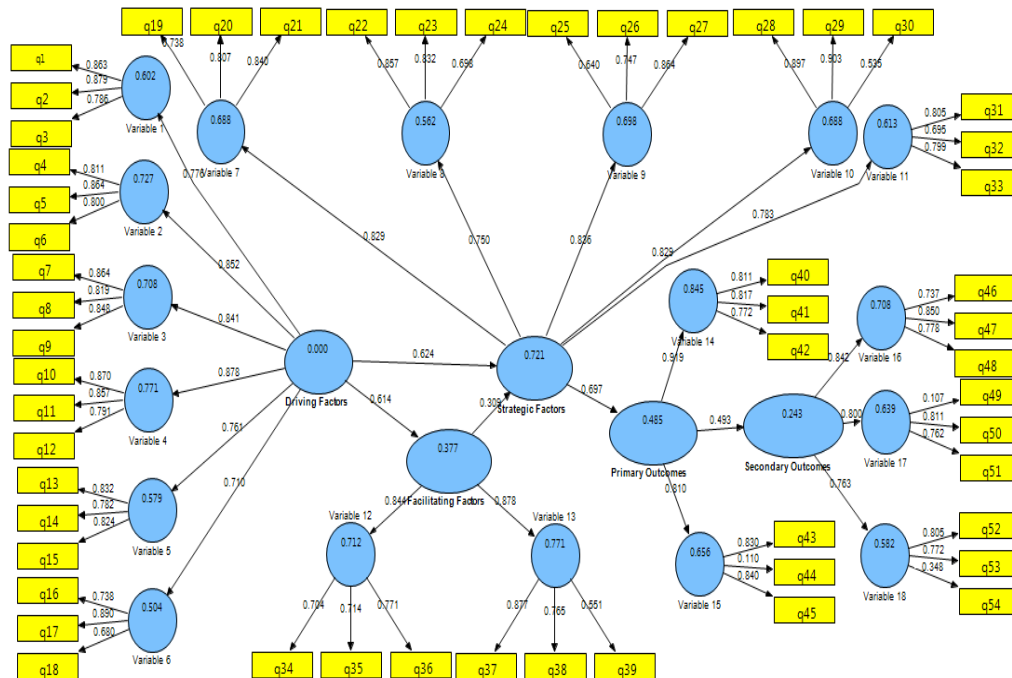 q19
q20
q21
q22
q23
q24
q25
q26
q27
q28
q29
q30
0.738
0.807
0.840
0.857
0.832
0.698
0.640
0.747
0.864
0.897
0.903
0.535
q1
q2
q3
0.863
0.879
0.786
0.602
Variable 1
0.688
Variable 7
0.562
Variable 8
0.698
Variable 9
0.688
Variable 10
0.613
Variable 11
0.805
0.695
0.799
q31
q32
q33
q4
q5
q6
0.811
0.864
0.800
0.727
Variable 2
0.776
0.852
0.829
0.750
0.836
0.829
0.783
q7
q8
q9
0.864
0.819
0.848
0.708
Variable 3
0.841
q10
q11
q12
0.870
0.857
0.791
0.771
Variable 4
0.878
0.000
Driving Factors
0.624
0.614
0.721
Strategic Factors
0.697
0.845
Variable 14
0.919
0.811
0.817
0.772
q40
q41
q42
0.708
Variable 16
0.842
0.737
0.850
0.778
q46
q47
q48
0.485
Primary Outcomes
0.493
0.243
Secondary Outcomes
0.800
0.639
Variable 17
0.107
0.811
0.762
q49
q50
q51
0.761
0.710
0.377
Facilitating Factors
0.844
0.878
0.810
0.763
q13
q14
q15
0.832
0.782
0.824
0.579
Variable 5
Variable 12
0.712
Variable 13
0.771
0.656
Variable 15
0.830
0.110
0.840
q43
q44
q45
0.582
Variable 18
0.805
0.772
0.348
q52
q53
q54
q16
q17
q18
0.738
0.890
0.680
0.504
Variable 6
0.704
0.714
0.771
0.877
0.765
0.551
q34
q35
q36
q37
q38
q39